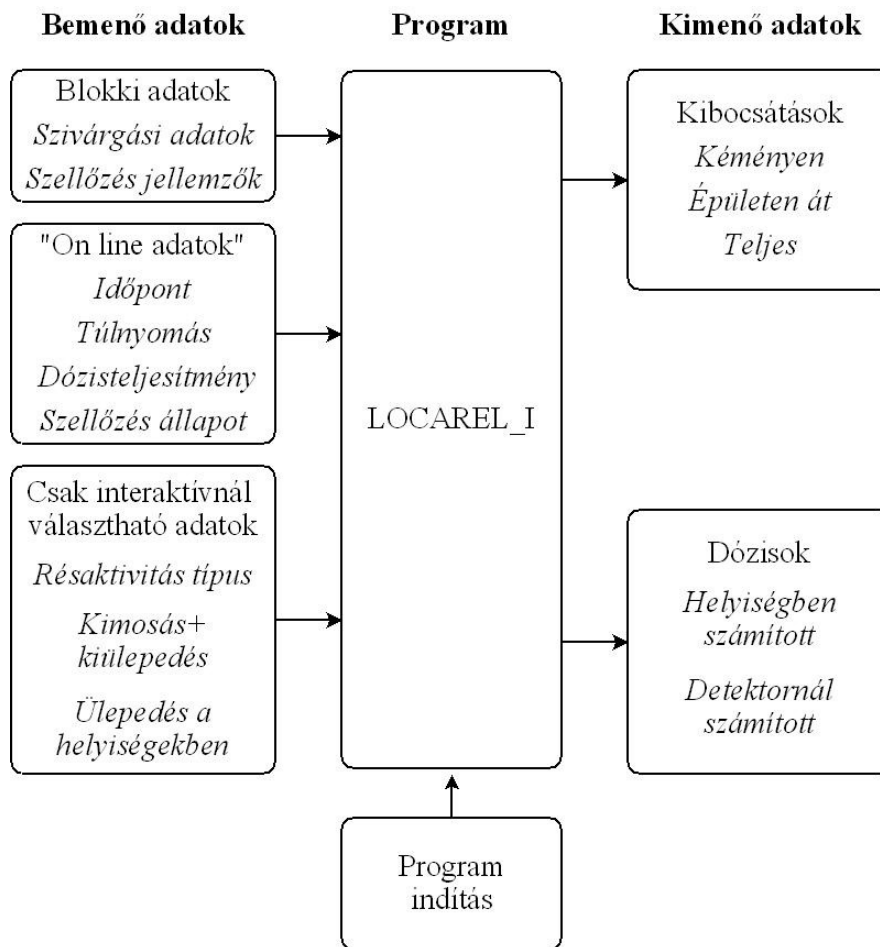 Bemenő adatok
Program
Kimenő adatok
Blokki adatok
Szivárgási adatok
Szellőzés jellemzők
"On line adatok"
Időpont
Túlnyomás
Dózisteljesítmény
Szellőzés állapot
Csak interaktívnál
választható adatok
Résaktivitás típus
Kimosás+
kiülepedés
Ülepedés a
helyiségekben
LOCAREL_I
Program
indítás
Kibocsátások
Kéményen
Épületen át
Teljes
Dózisok
Helyiségben
számított
Detektornál
számított